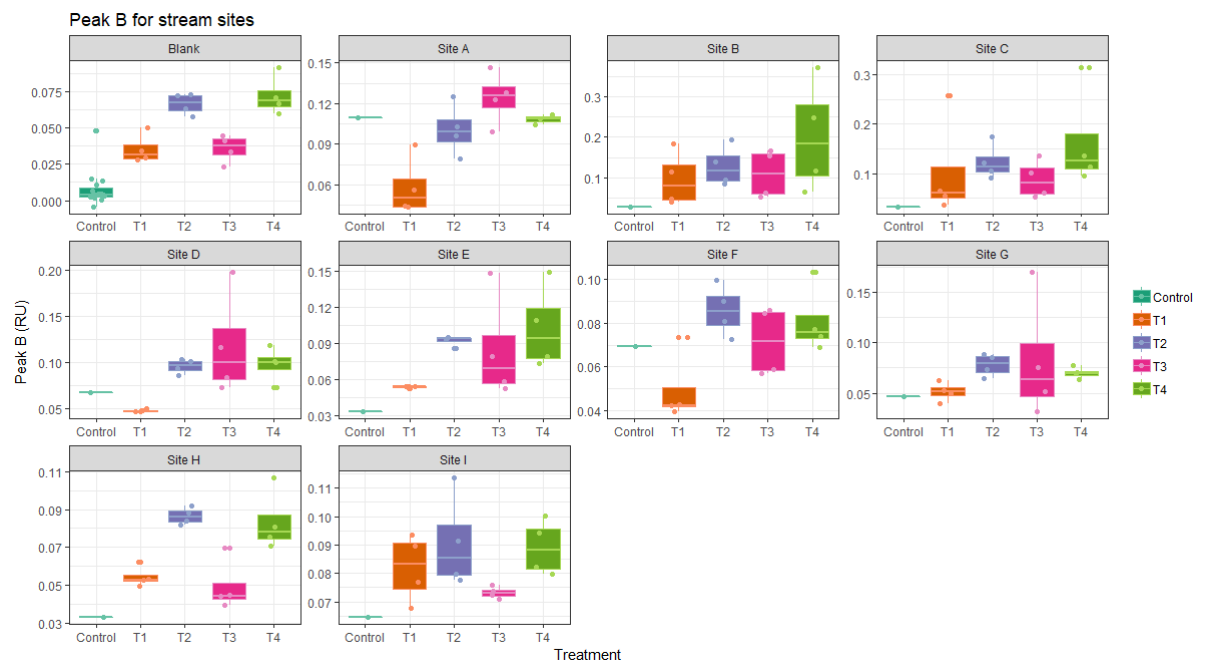 Peak B for stream sites
Blank
Site A
Site B
Site C
0.075
0.050
0.025
0.000
0.15
0.12
0.09
0.06
0.3
0.2
0.1
0.3
0.2
0.1
Control T1 T2 T3 T4
Control T1 T2 T3 T4
Control T1 T2 T3 T4
Control T1 T2 T3 T4
Site D
Site E
Site F
Site G
0.20
0.15
0.10
0.05
0.15
0.12
0.09
0.06
0.03
0.10
0.08
0.06
0.04
0.15
0.10
0.05
Control T1 T2 T3 T4
Control T1 T2 T3 T4
Control T1 T2 T3 T4
Control T1 T2 T3 T4
Peak B (RU)
Control
T1
T2
T3
T4
Site H
Site I
0.11
0.09
0.07
0.05
0.03
0.11
0.10
0.09
0.08
0.07
Control T1 T2 T3 T4
Control T1 T2 T3 T4
Treatment